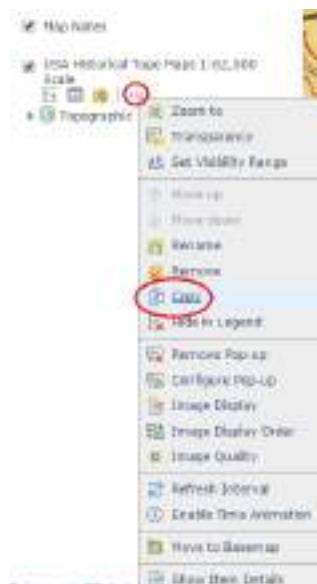 Map Notes
USA Historical Topo Maps 1:62,500
Scale
Topographic
Zoom to
Transparency
Set Visibility Range
Move up
Move down
Rename
Remove
Copy
Hide in Legend
Remove Pop-up
Configure Pop-up
Image Display
Image Display Order
Image Quality
Refresh Interval
Enable Time Animation
Move to Basemap
Show Item Details